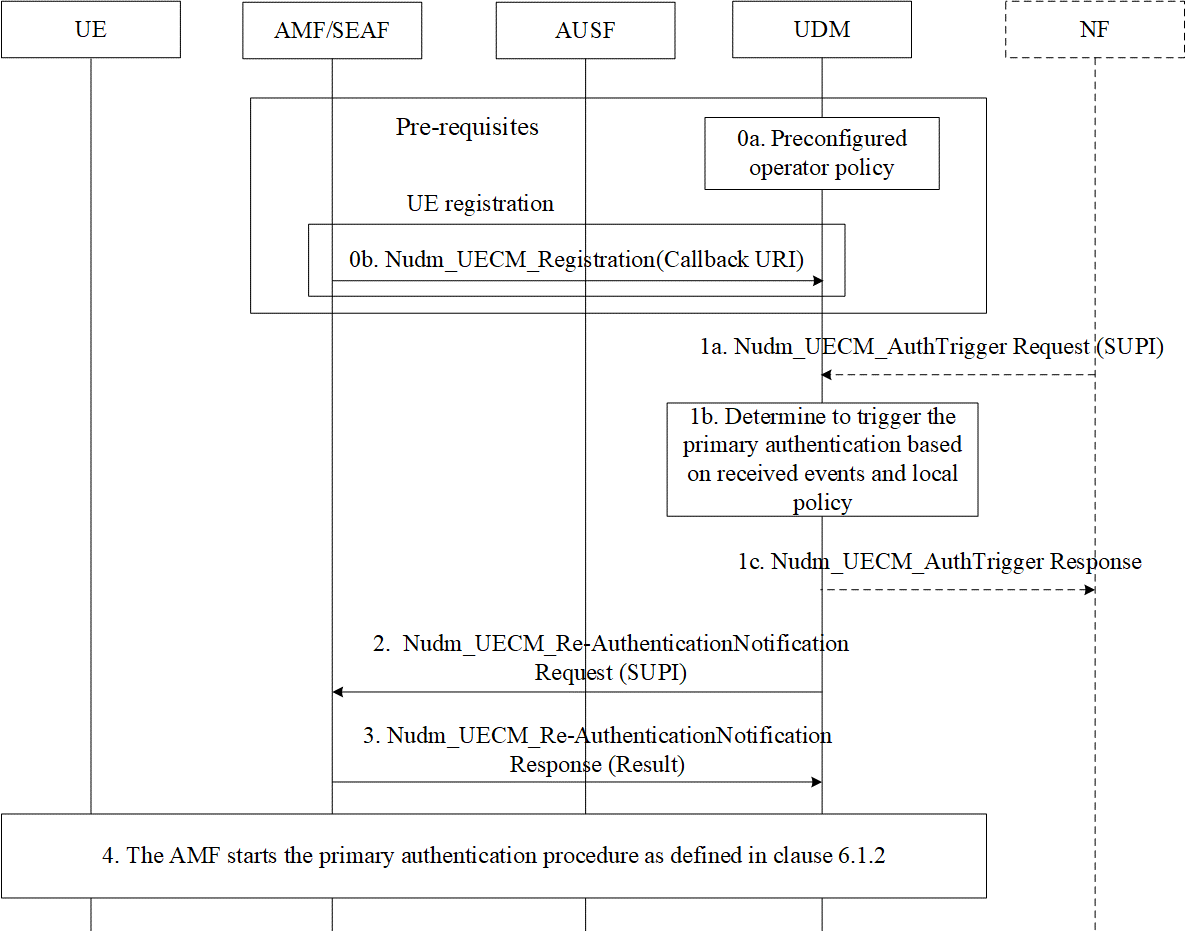 UE
AMF/SEAF
AUSF
UDM
NF
Pre-requisites
0a. Preconfigured
operator policy
UE registration
0b. Nudm_UECM_Registration(Callback URI)
1a. Nudm_UECM_AuthTrigger Request (SUPI)
1b. Determine to trigger the
primary authentication based
on received events and local
policy
1c. Nudm_UECM_AuthTrigger Response
2. Nudm_UECM_Re-AuthenticationNotification
Request (SUPI)
3. Nudm_UECM_Re-AuthenticationNotification
Response (Result)
4. The AMF starts the primary authentication procedure as defined in clause 6.1.2